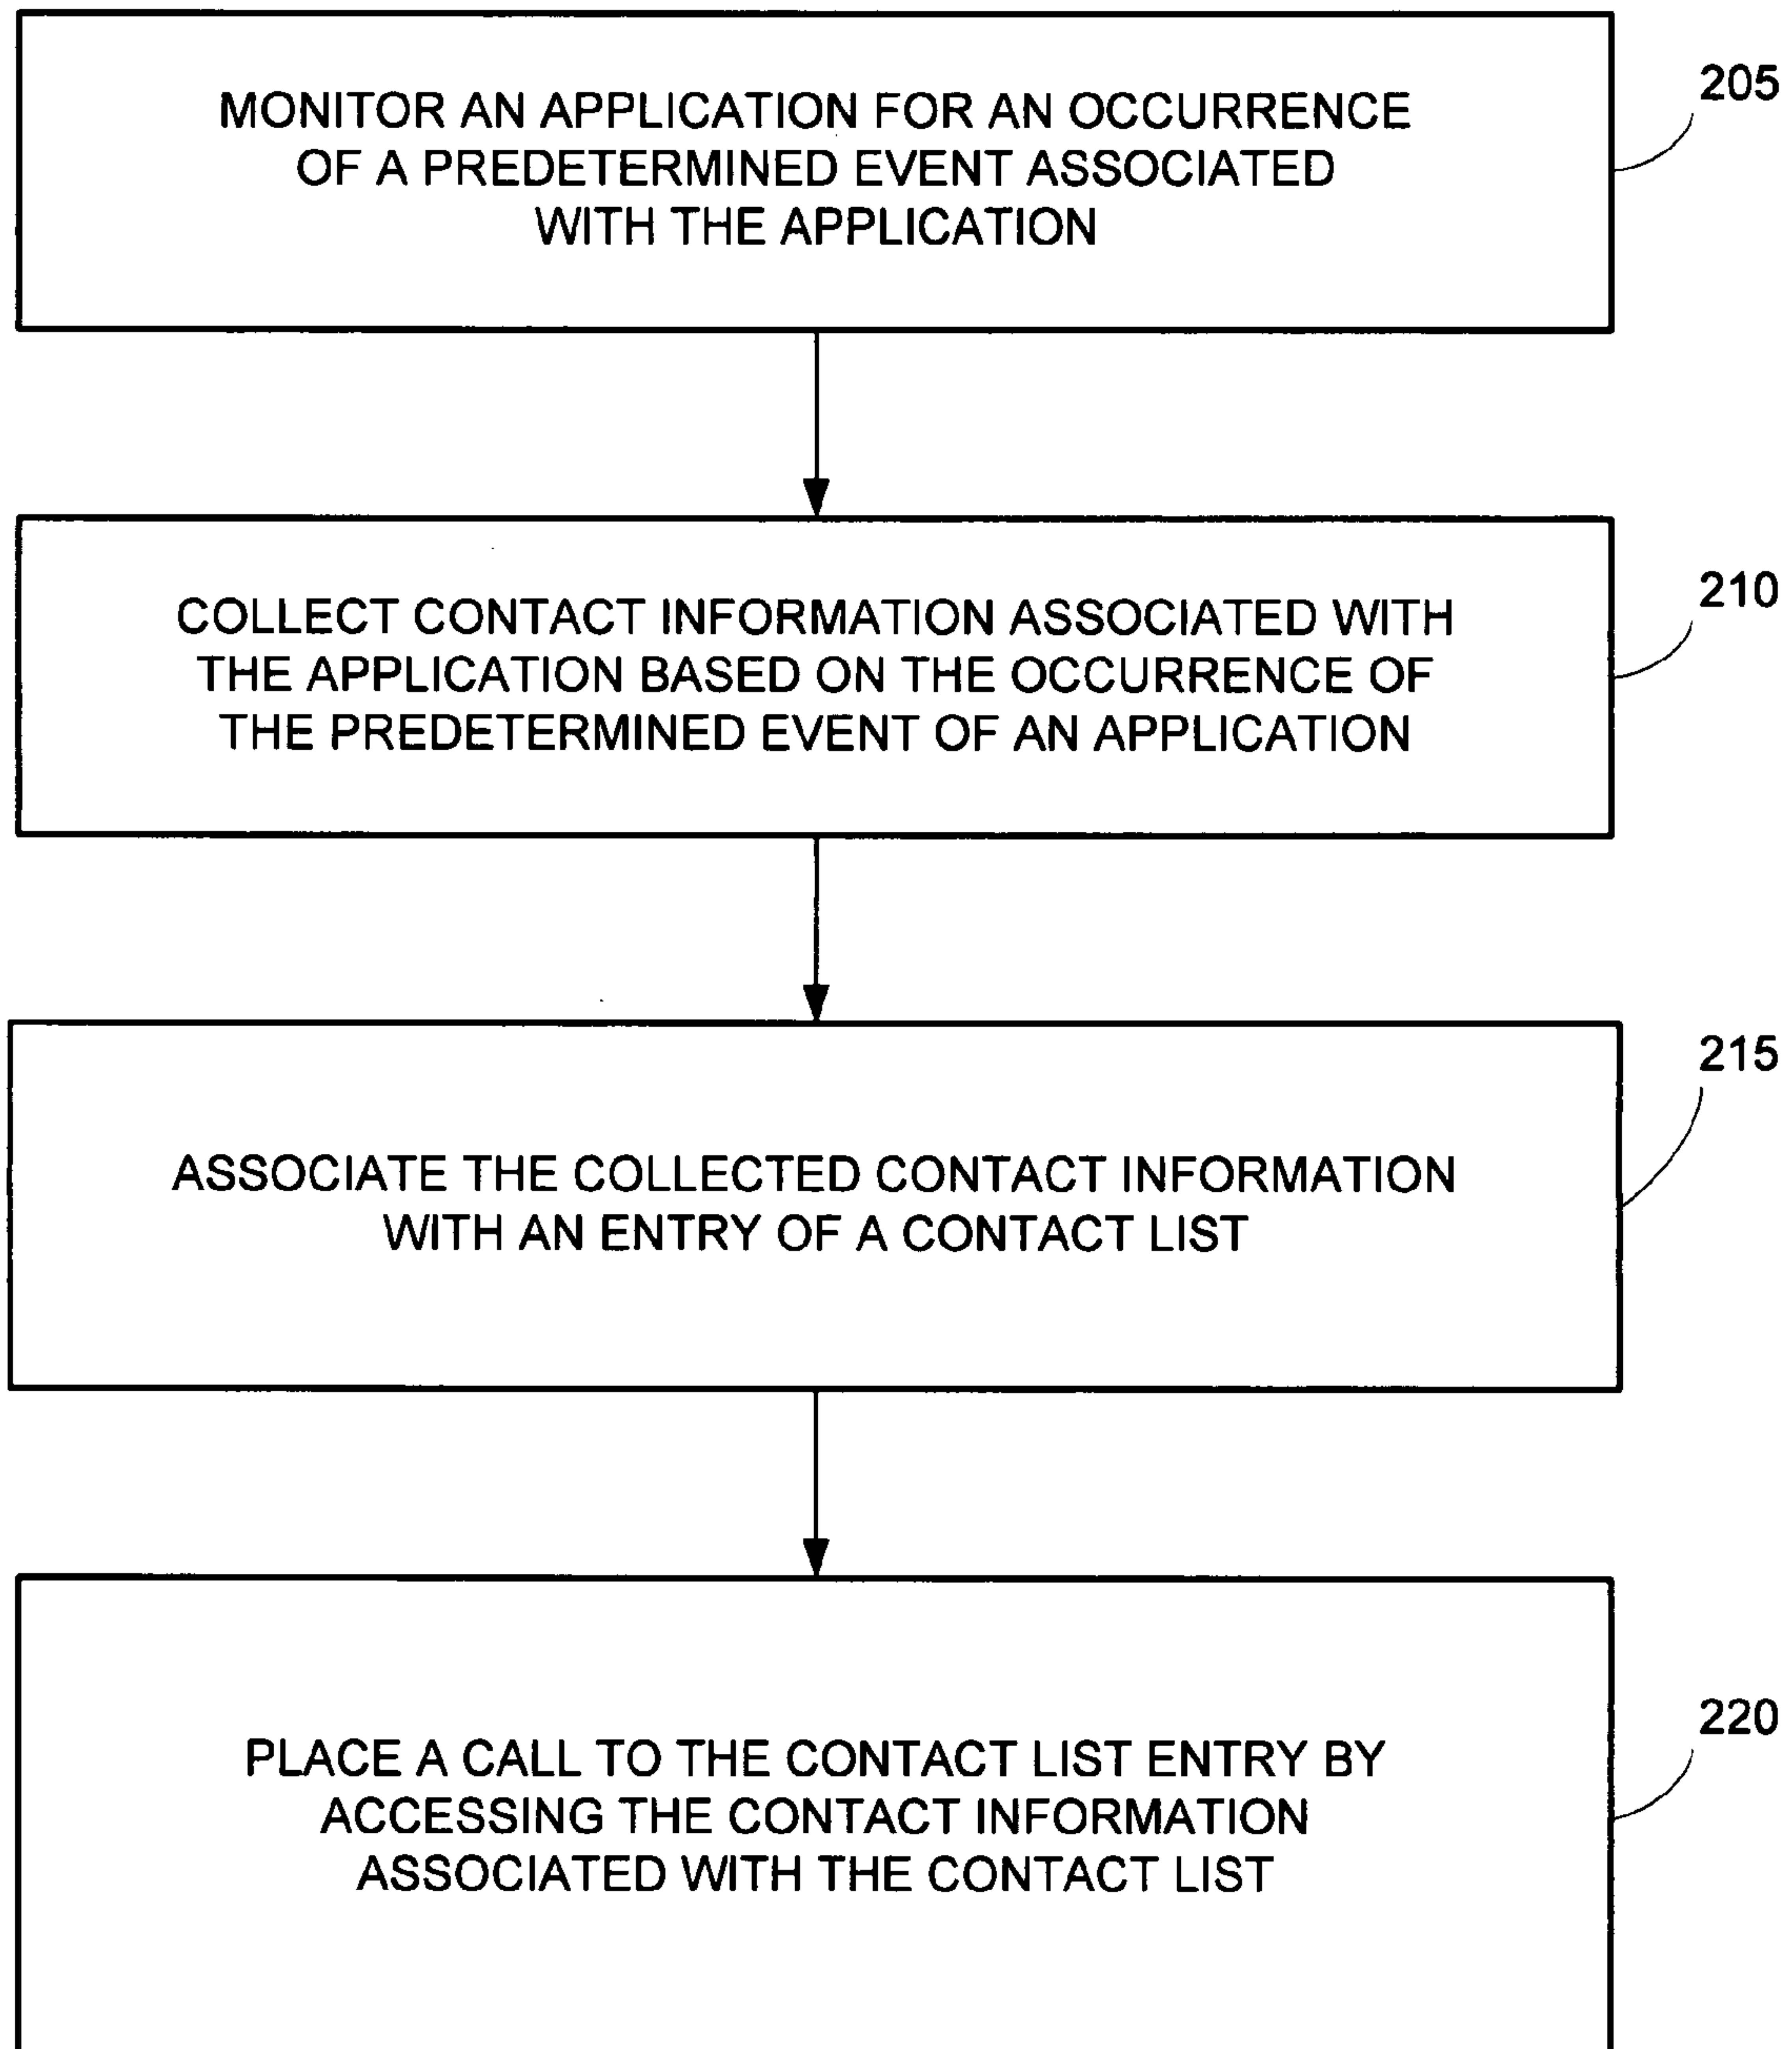 MONITOR AN APPLICATION FOR AN OCCURRENCE
OF A PREDETERMINED EVENT ASSOCIATED
WITH THE APPLICATION
205
COLLECT CONTACT INFORMATION ASSOCIATED WITH
THE APPLICATION BASED ON THE OCCURRENCE OF
THE PREDETERMINED EVENT OF AN APPLICATION
210
ASSOCIATE THE COLLECTED CONTACT INFORMATION
WITH AN ENTRY OF A CONTACT LIST
215
PLACE A CALL TO THE CONTACT LIST ENTRY BY
ACCESSING THE CONTACT INFORMATION
ASSOCIATED WITH THE CONTACT LIST
220